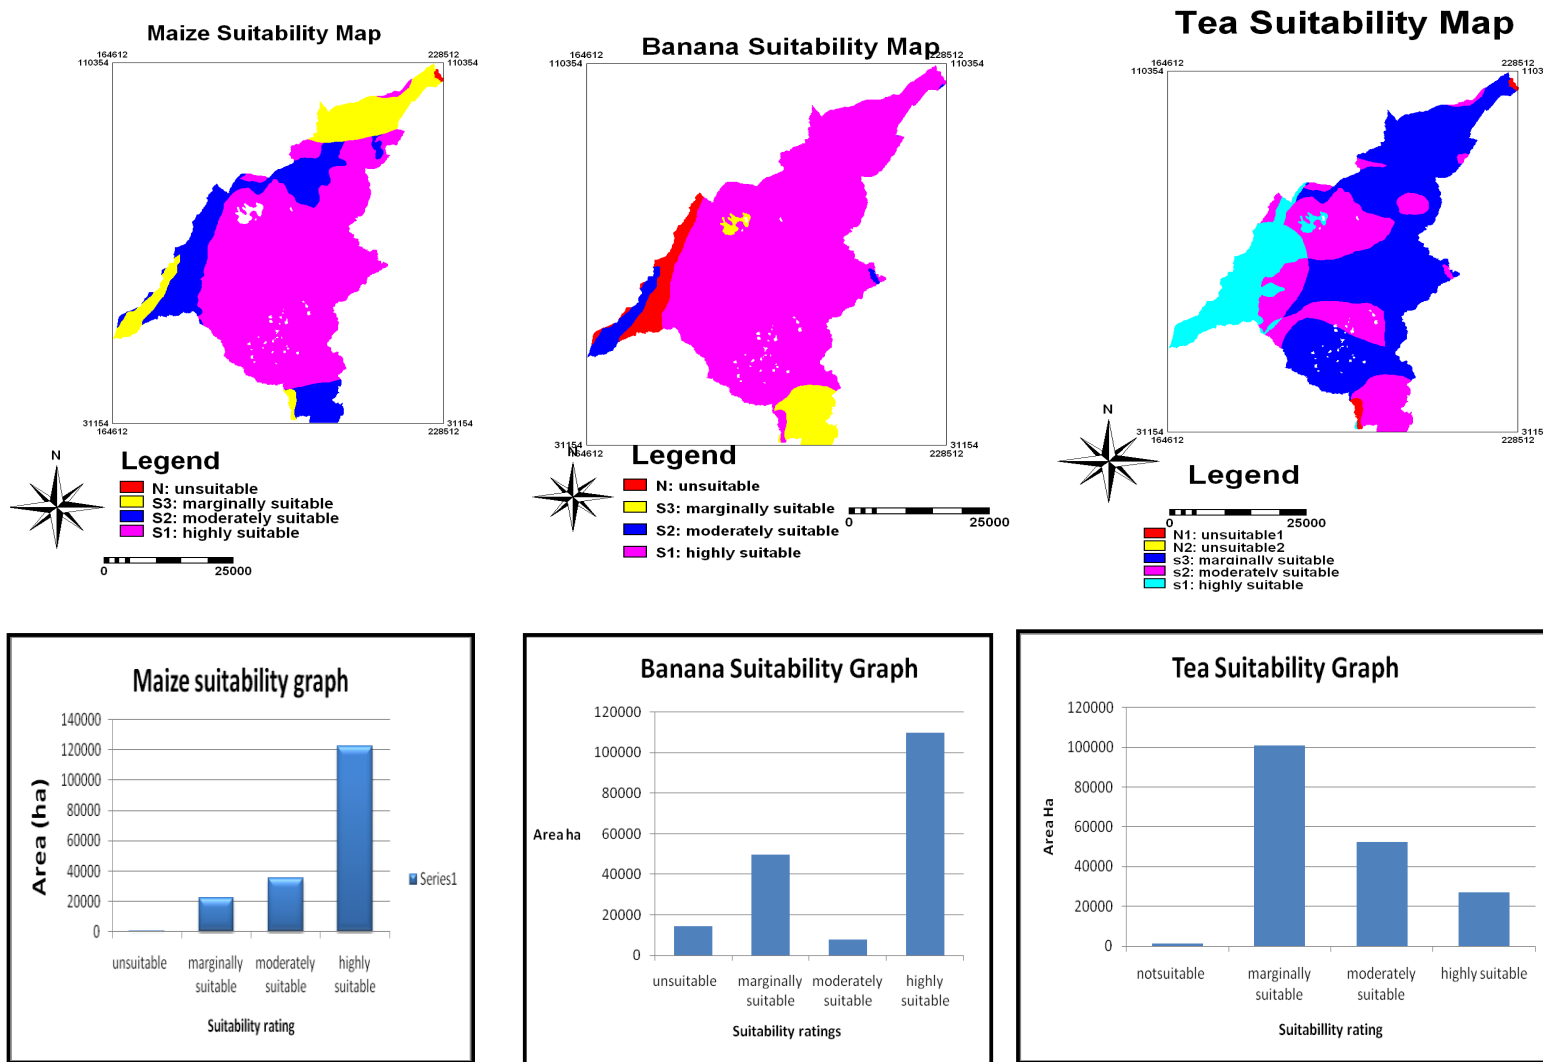 Maize Suitability Map
164612
228512
110354
110354
31154
31154
164612
228512
N
Legend
N: unsuitable
S3: marginally suitable
S2: moderately suitable
S1: highly suitable
0
25000
Banana Suitability Map
164612
228512
110354
110354
31154
31154
164612
228512
N
Legend
N: unsuitable
S3: marginally suitable
S2: moderately suitable
S1: highly suitable
0
25000
Tea Suitability Map
164612
228512
110354
1103
31154
3115
164612
228512
N
Legend
0
25000
N1: unsuitable1
N2: unsuitable2
s3: marginally suitable
s2: moderately suitable
s1: highly suitable
Maize suitability graph
Area (ha)
140000
120000
100000
80000
60000
40000
20000
0
unsuitable
marginally
suitable
moderately
suitable
highly
suitable
Series1
Suitability rating
Banana Suitability Graph
Area ha
120000
100000
80000
60000
40000
20000
0
unsuitable
marginally
suitable
moderately
suitable
highly
suitable
Suitability ratings
Tea Suitability Graph
Area Ha
120000
100000
80000
60000
40000
20000
0
notsuitable
marginally
suitable
moderately
suitable
highly suitable
Suitabillity rating